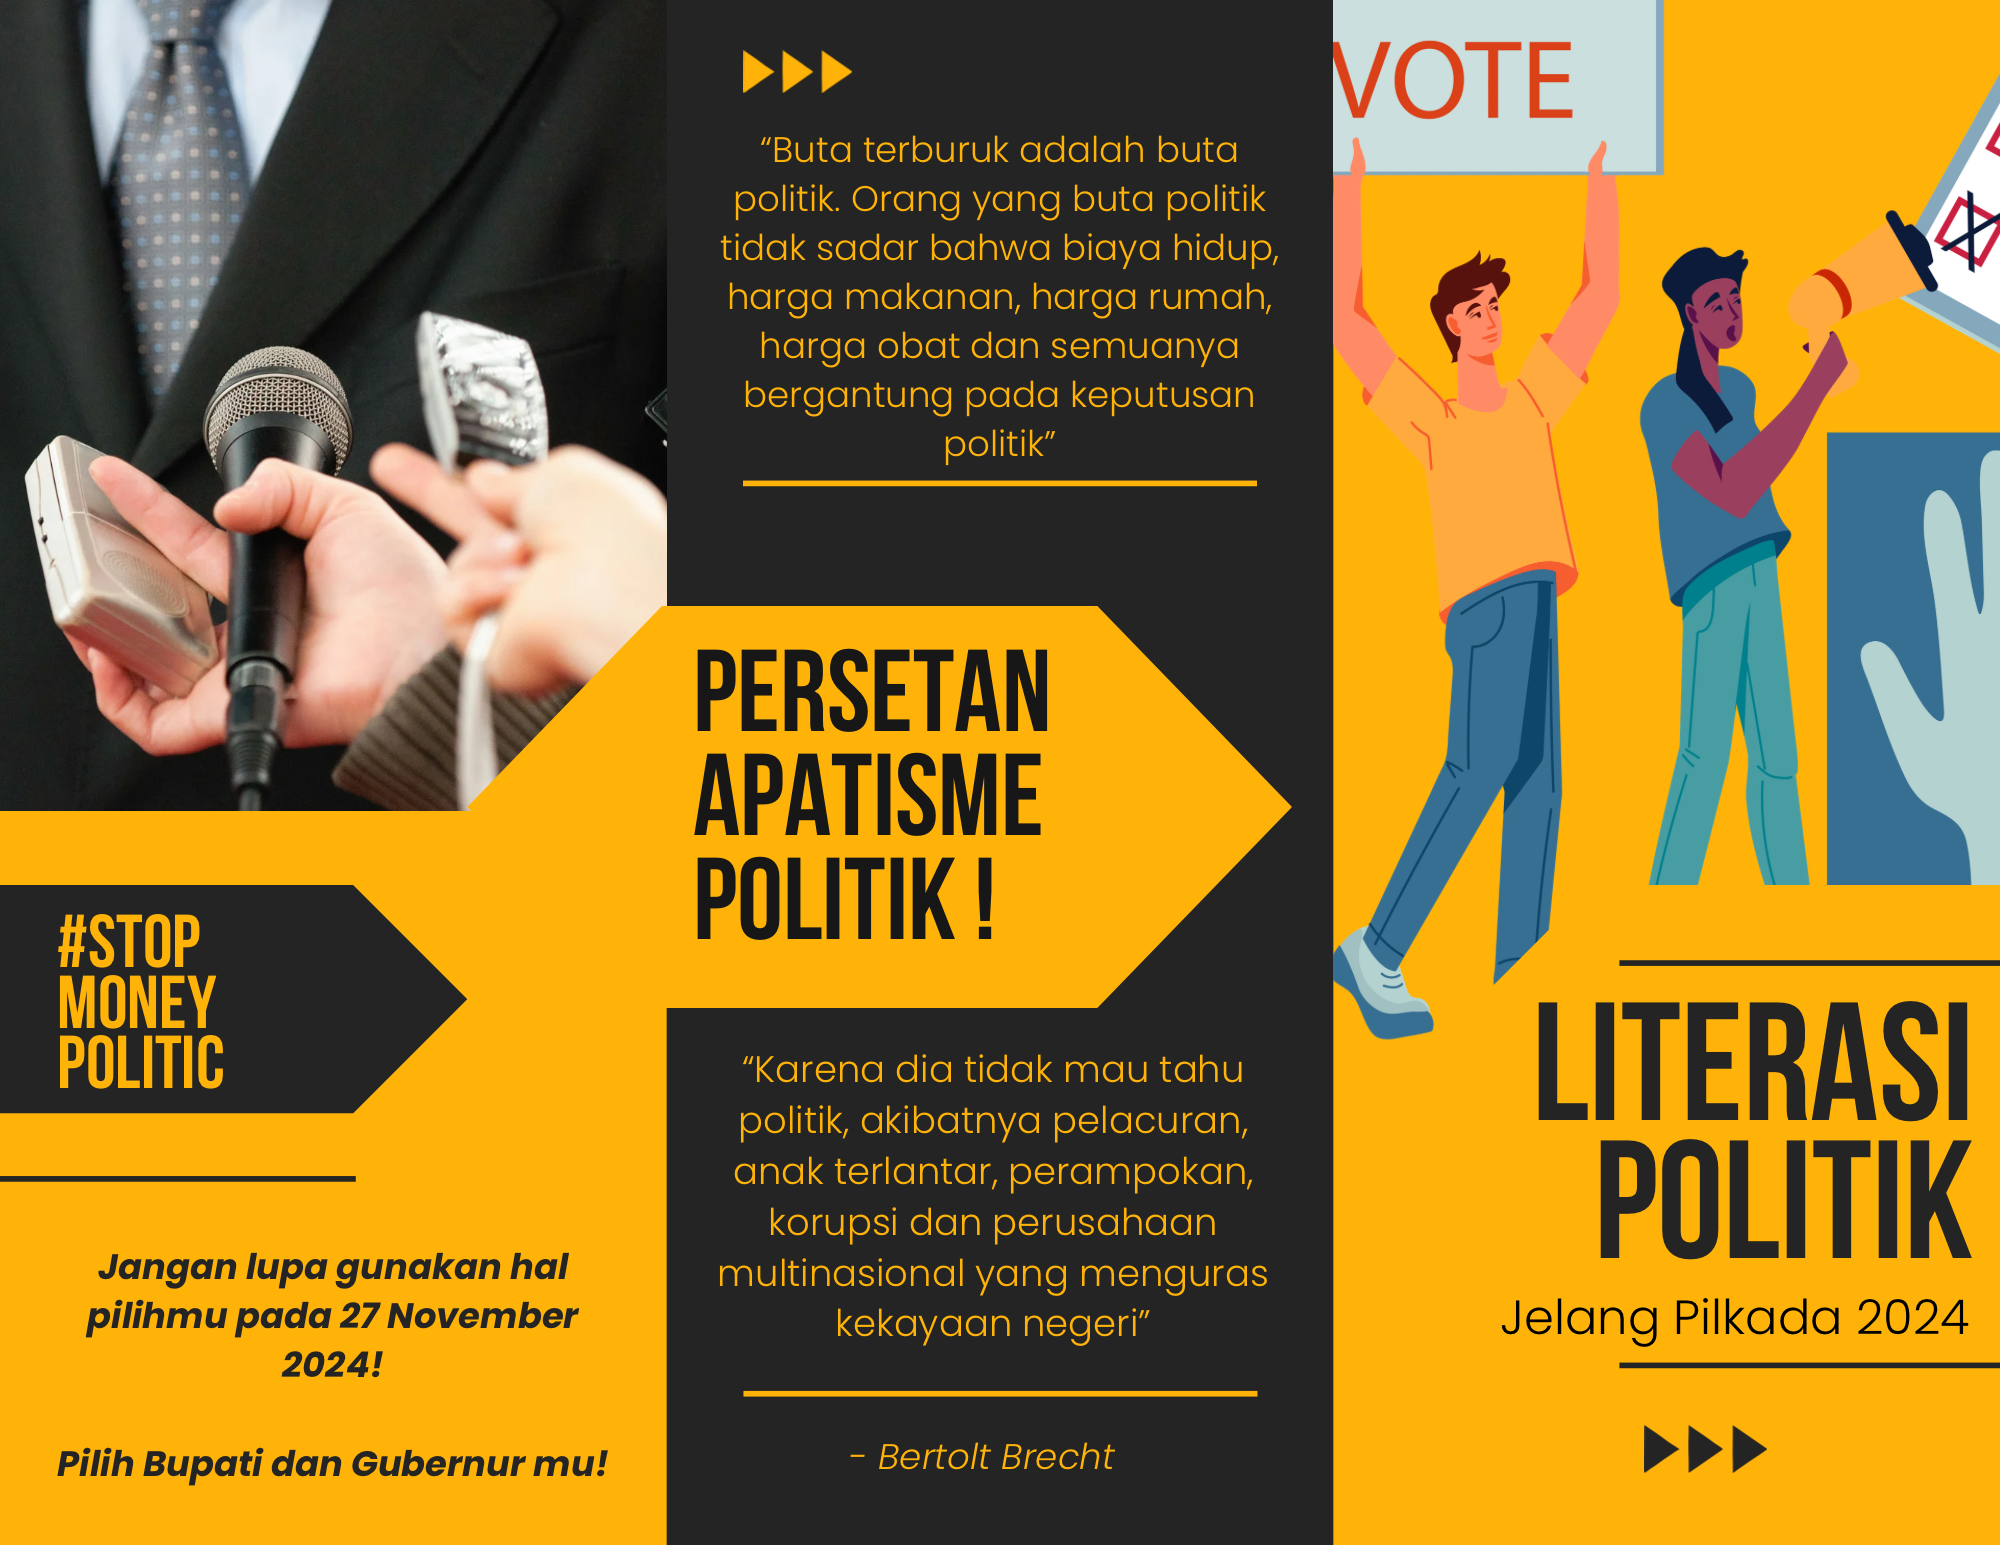 #STOP
MONEY
POLITIC
Jangan lupa gunakan hal
pilihmu pada 27 November
2024!
Pilih Bupati dan Gubernur mu!
“Buta terburuk adalah buta
politik. Orang yang buta politik
tidak sadar bahwa biaya hidup,
harga makanan, harga rumah,
harga obat dan semuanya
bergantung pada keputusan
politik”
PERSETAN
APATISME
POLITIK !
“Karena dia tidak mau tahu
politik, akibatnya pelacuran,
anak terlantar, perampokan,
korupsi dan perusahaan
multinasional yang menguras
kekayaan negeri”
- Bertolt Brecht
VOTE
LITERASI
POLITIK
Jelang Pilkada 2024